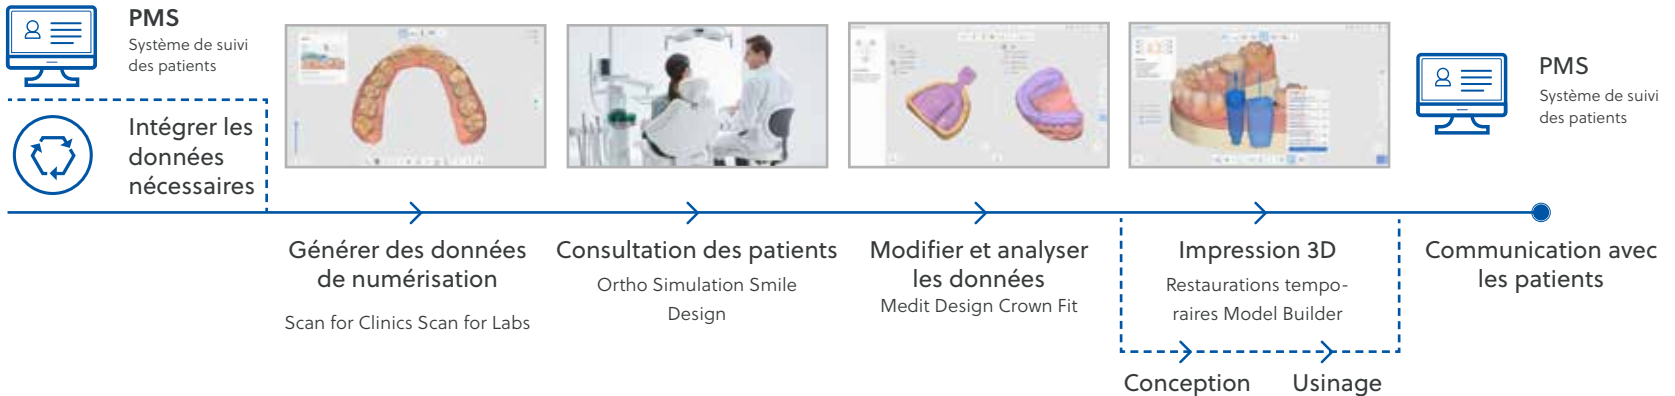 PMS
Système de suivi
des patients
Intégrer les
données
nécessaires
Générer des données
de numérisation
Scan for Clinics Scan for Labs
Consultation des patients
Ortho Simulation Smile
Design
Modifier et analyser
les données
Medit Design Crown Fit
Impression 3D
Restaurations tempo-
raires Model Builder
Conception
Usinage
PMS
Système de suivi
des patients
Communication avec
les patients